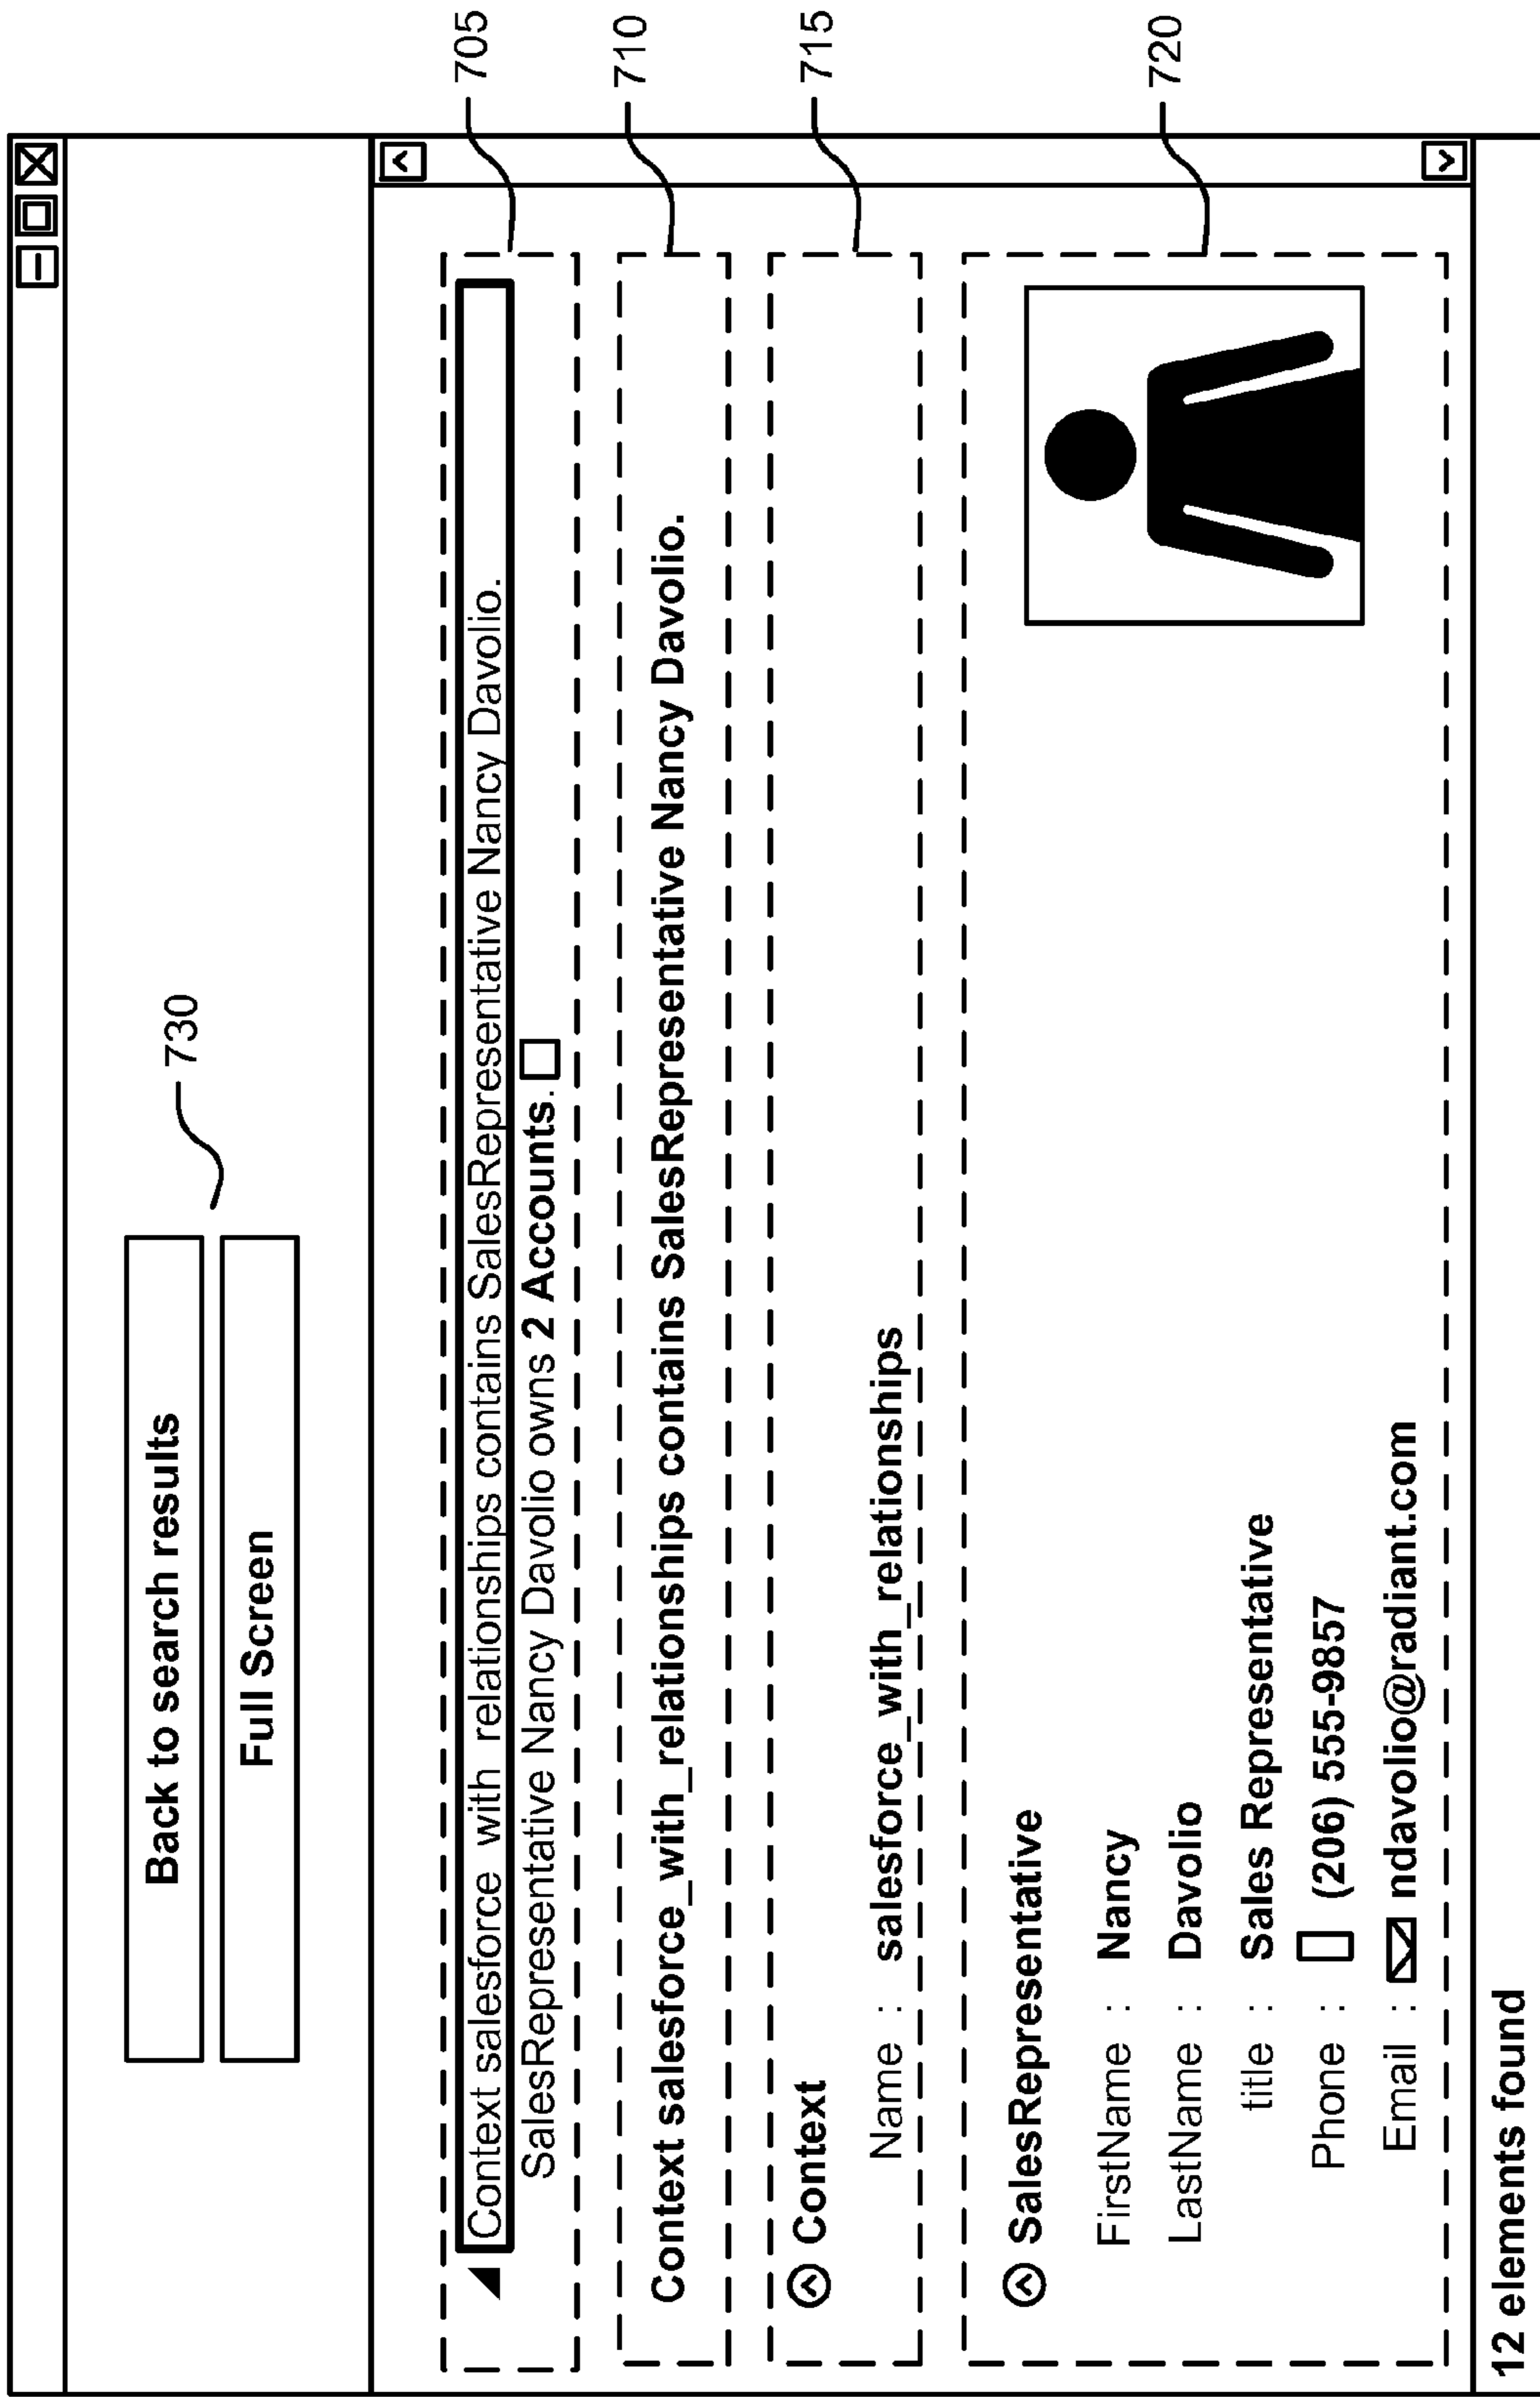 730
Back to search results
Full Screen
705
Context salesforce_with_relationships contains SalesRepresentative Nancy Davolio.
SalesRepresentative Nancy Davolio owns 2 Accounts.
710
Context salesforce_with_relationships contains SalesRepresentative Nancy Davolio.
715
Context
Name : salesforce_with_relationships
720
SalesRepresentative
FirstName : Nancy
LastName : Davolio
title : Sales Representative
Phone : (206) 555-9857
Email : ndavolio@radiant.com
12 elements found